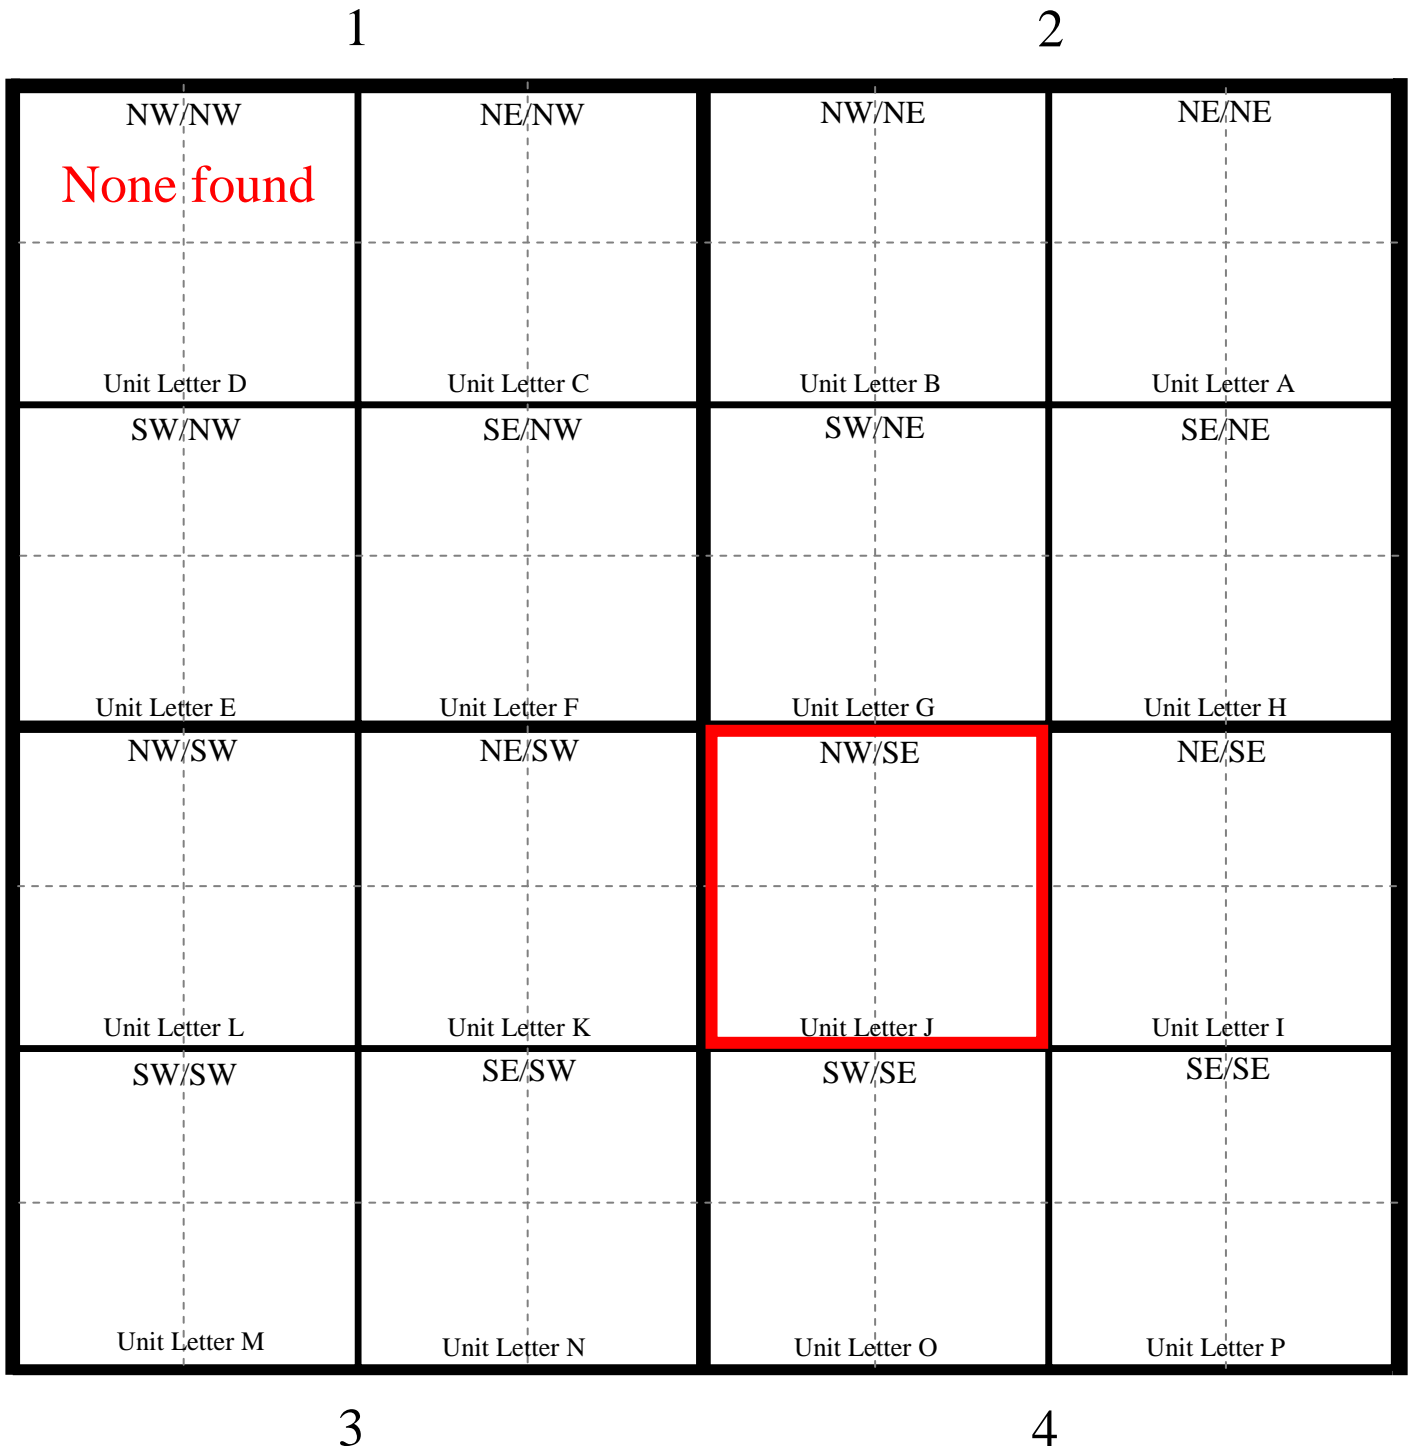 1 2
NW/NW NE/NW NW/NE NE/NE
None found
Unit Letter D Unit Letter C Unit Letter B Unit Letter A
SW/NW SE/NW SW/NE SE/NE
Unit Letter E Unit Letter F Unit Letter G Unit Letter H
NW/SW NE/SW NW/SE NE/SE
Unit Letter L Unit Letter K Unit Letter J Unit Letter I
SW/SW SE/SW SW/SE SE/SE
Unit Letter M Unit Letter N Unit Letter O Unit Letter P
3 4